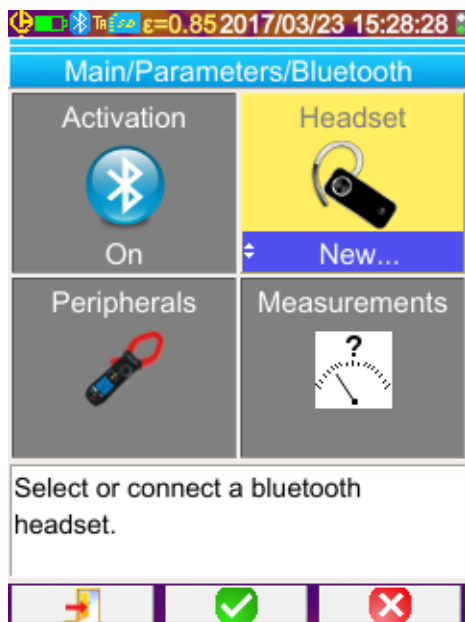 TR ε=0.85 2017/03/23 15:28:28
Main/Parameters/Bluetooth
Activation
Headset
On
New...
Peripherals
Measurements
?
Select or connect a bluetooth
headset.